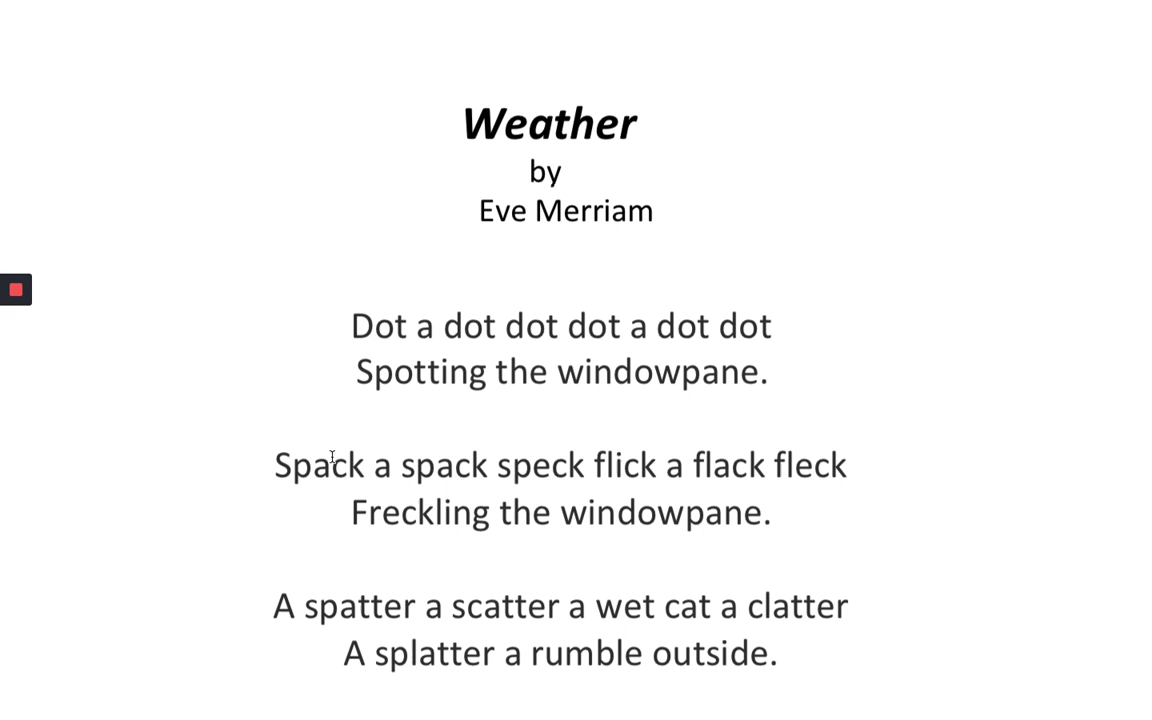 Weather
by
Eve Merriam
Dot a dot dot dot a dot dot
Spotting the windowpane.
Spack a spack speck flick a flack fleck
Freckling the windowpane.
A spatter a scatter a wet cat a clatter
A splatter a rumble outside.